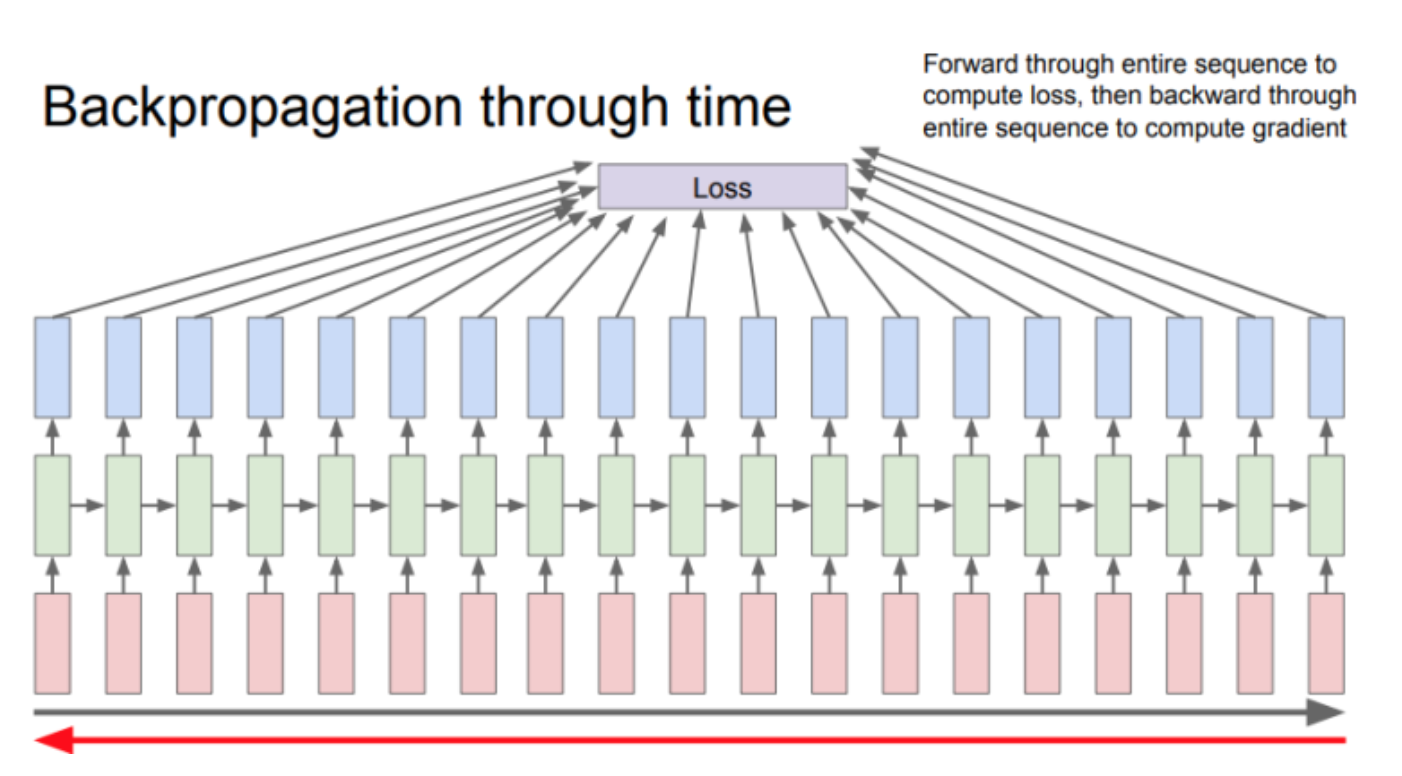 Backpropagation through time
Forward through entire sequence to
compute loss, then backward through
entire sequence to compute gradient
Loss